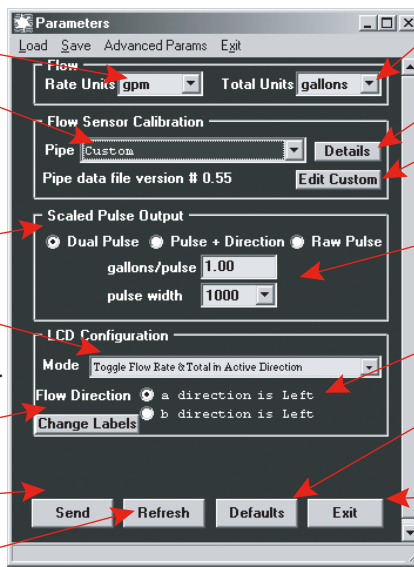 Parameters
Load Save Advanced Params Exit
Flow
Rate Units gpm Total Units gallons
Flow Sensor Calibration
Pipe Custom Details
Pipe data file version # 0.55 Edit Custom
Scaled Pulse Output
Dual Pulse Pulse + Direction Raw Pulse
gallons/pulse 1.00
pulse width 1000
LCD Configuration
Mode Toggle Flow Rate & Total in Active Direction
Flow Direction a direction is Left
b direction is Left
Change Labels
Send Refresh Defaults Exit